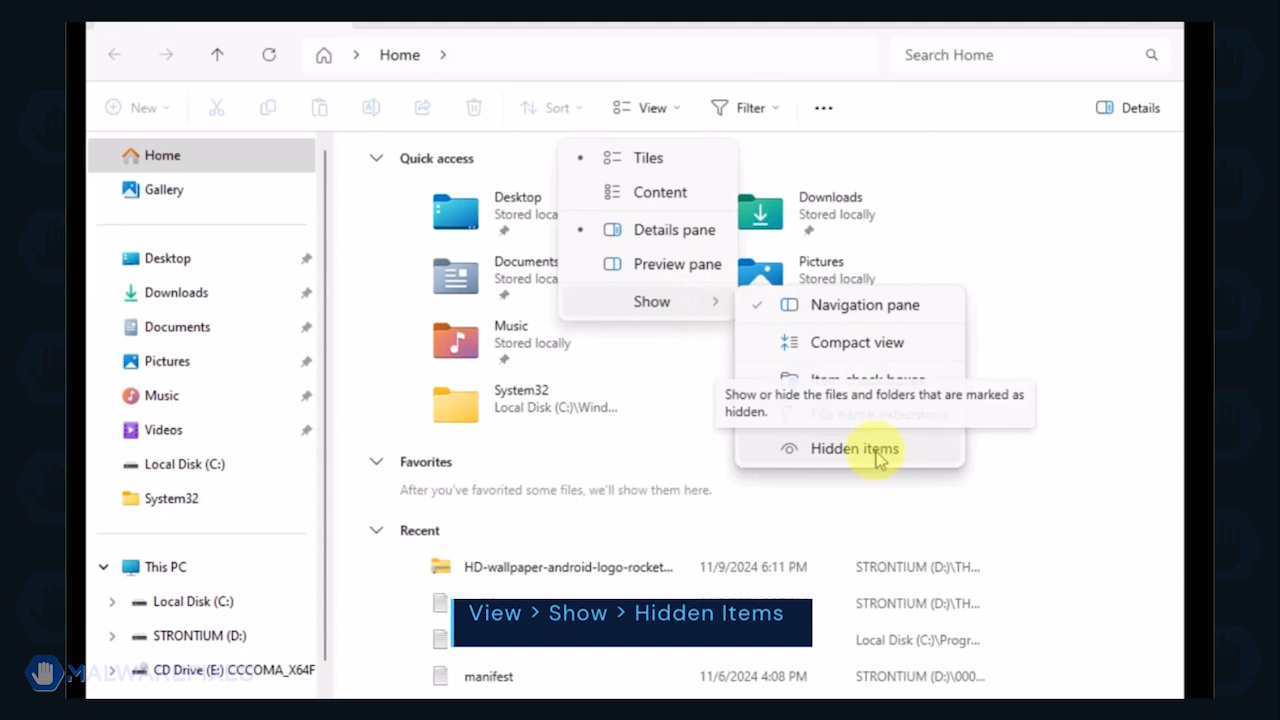 Home
Search Home
New
Sort
View
Filter
Details
Home
Gallery
Desktop
Downloads
Documents
Pictures
Music
Videos
Local Disk (C:)
System32
This PC
Local Disk (C:)
STRONTIUM (D:)
CD Drive (E:) CCCOMA_X64F
Quick access
Desktop
Stored loca
Documents
Stored loca
Music
Stored locally
System32
Local Disk (C:)\Wind...
Downloads
Stored locally
Pictures
Stored locally
Tiles
Content
Details pane
Preview pane
Show
Navigation pane
Compact view
Item check boxes
Show or hide the files and folders that are marked as
hidden.
File name extensions
Hidden items
Favorites
After you've favorited some files, we'll show them here.
Recent
HD-wallpaper-android-logo-rocket... 11/9/2024 6:11 PM STRONTIUM (D:)\TH...
STRONTIUM (D:)\TH...
Local Disk (C:)\Progr...
manifest 11/6/2024 4:08 PM STRONTIUM (D:)\000...
View > Show > Hidden Items